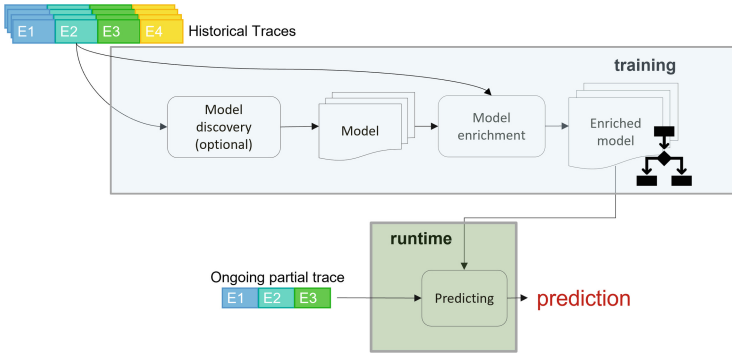 E1 E2 E3 E4 Historical Traces
training
Model
discovery
(optional)
Model
Model
enrichment
Enriched
model
runtime
Ongoing partial trace
E1 E2 E3
Predicting
prediction